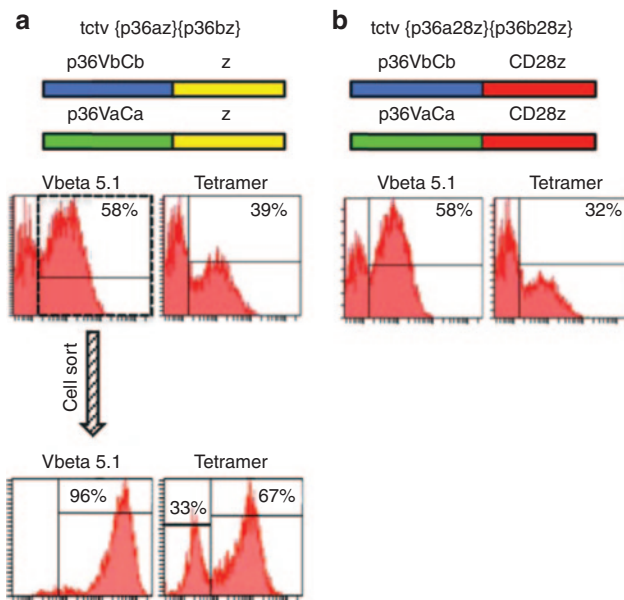 a
tctv {p36az}{p36bz}
p36VbCb z
p36VaCa z
Vbeta 5.1 Tetramer
58% 39%
Cell sort
Vbeta 5.1 Tetramer
96% 33% 67%
b
tctv {p36a28z}{p36b28z}
p36VbCb CD28z
p36VaCa CD28z
Vbeta 5.1 Tetramer
58% 32%